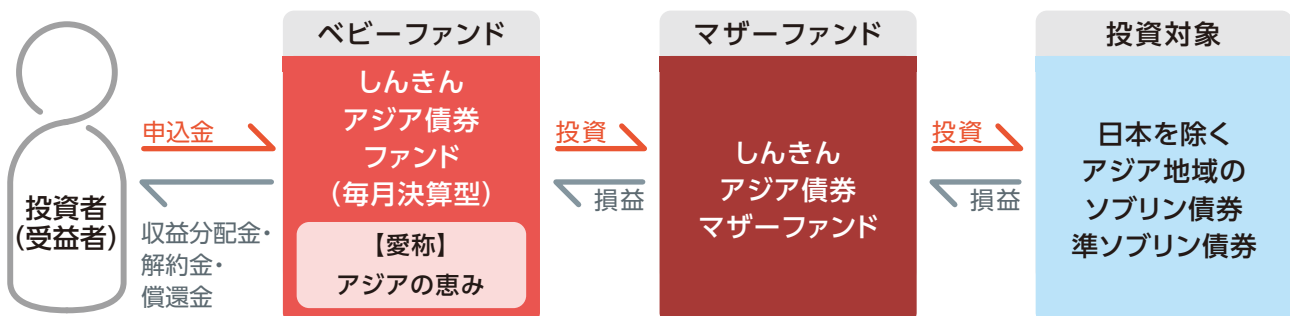 投資者
(受益者)
申込金
収益分配金・
解約金・
償還金
ベビーファンド
しんきん
アジア債券
ファンド
(毎月決算型)
【愛称】
アジアの恵み
投資
損益
マザーファンド
しんきん
アジア債券
マザーファンド
投資
損益
投資対象
日本を除く
アジア地域の
ソブリン債券
準ソブリン債券